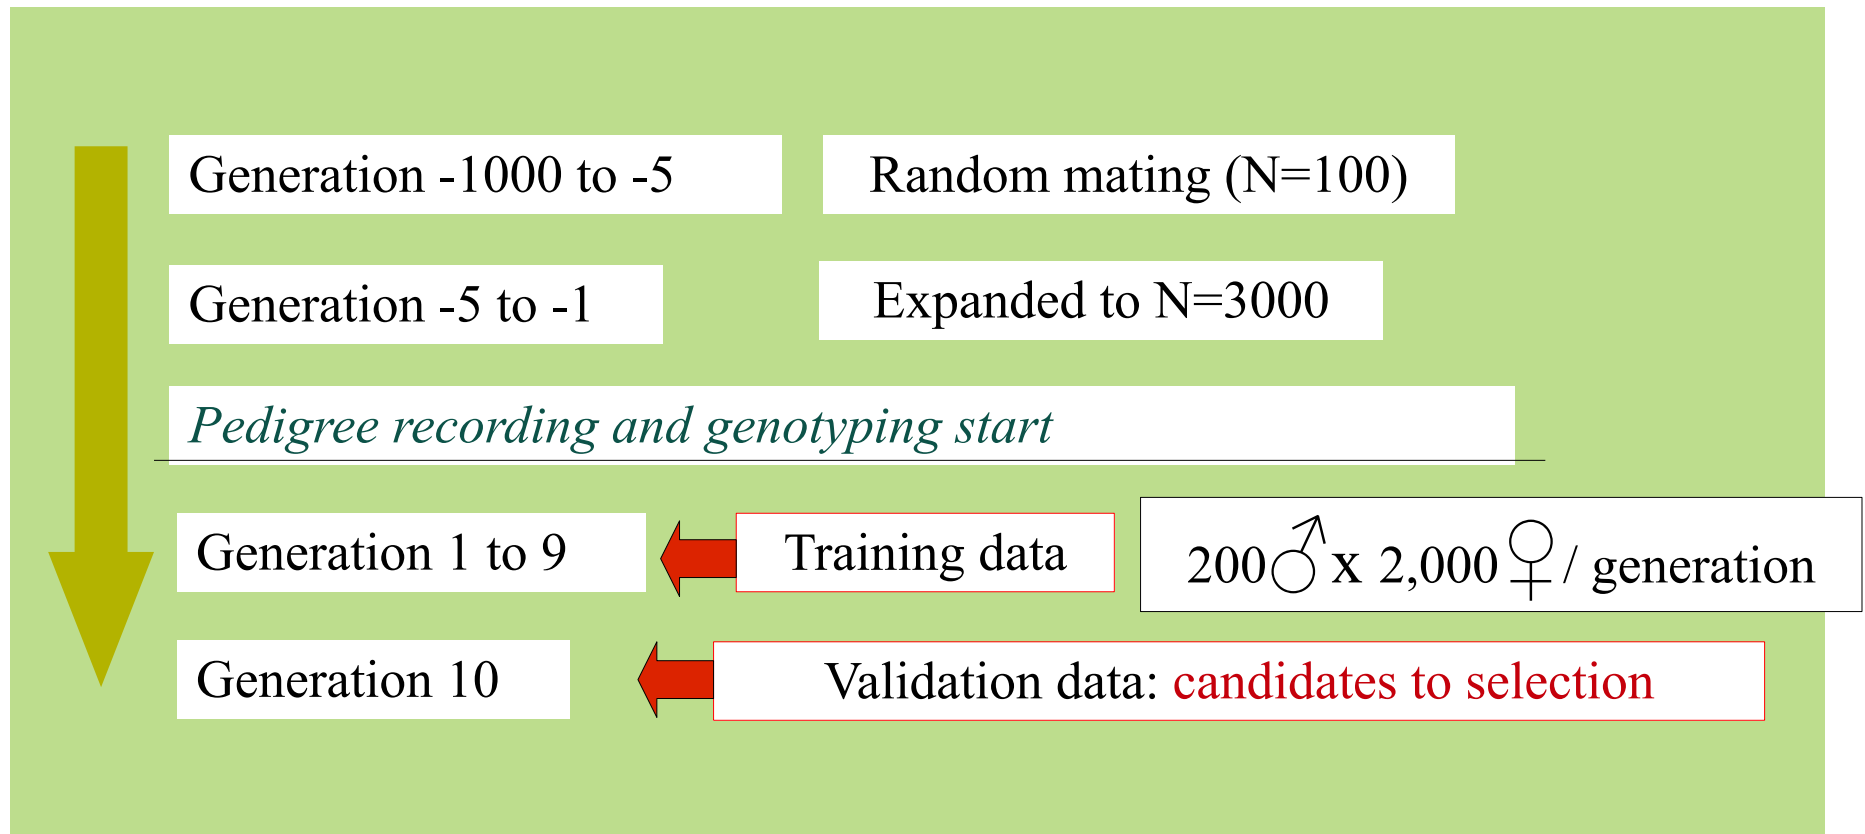 Generation -1000 to -5
Random mating (N=100)
Generation -5 to -1
Expanded to N=3000
Pedigree recording and genotyping start
Generation 1 to 9
Training data
200♂ x 2,000♀ / generation
Generation 10
Validation data: candidates to selection